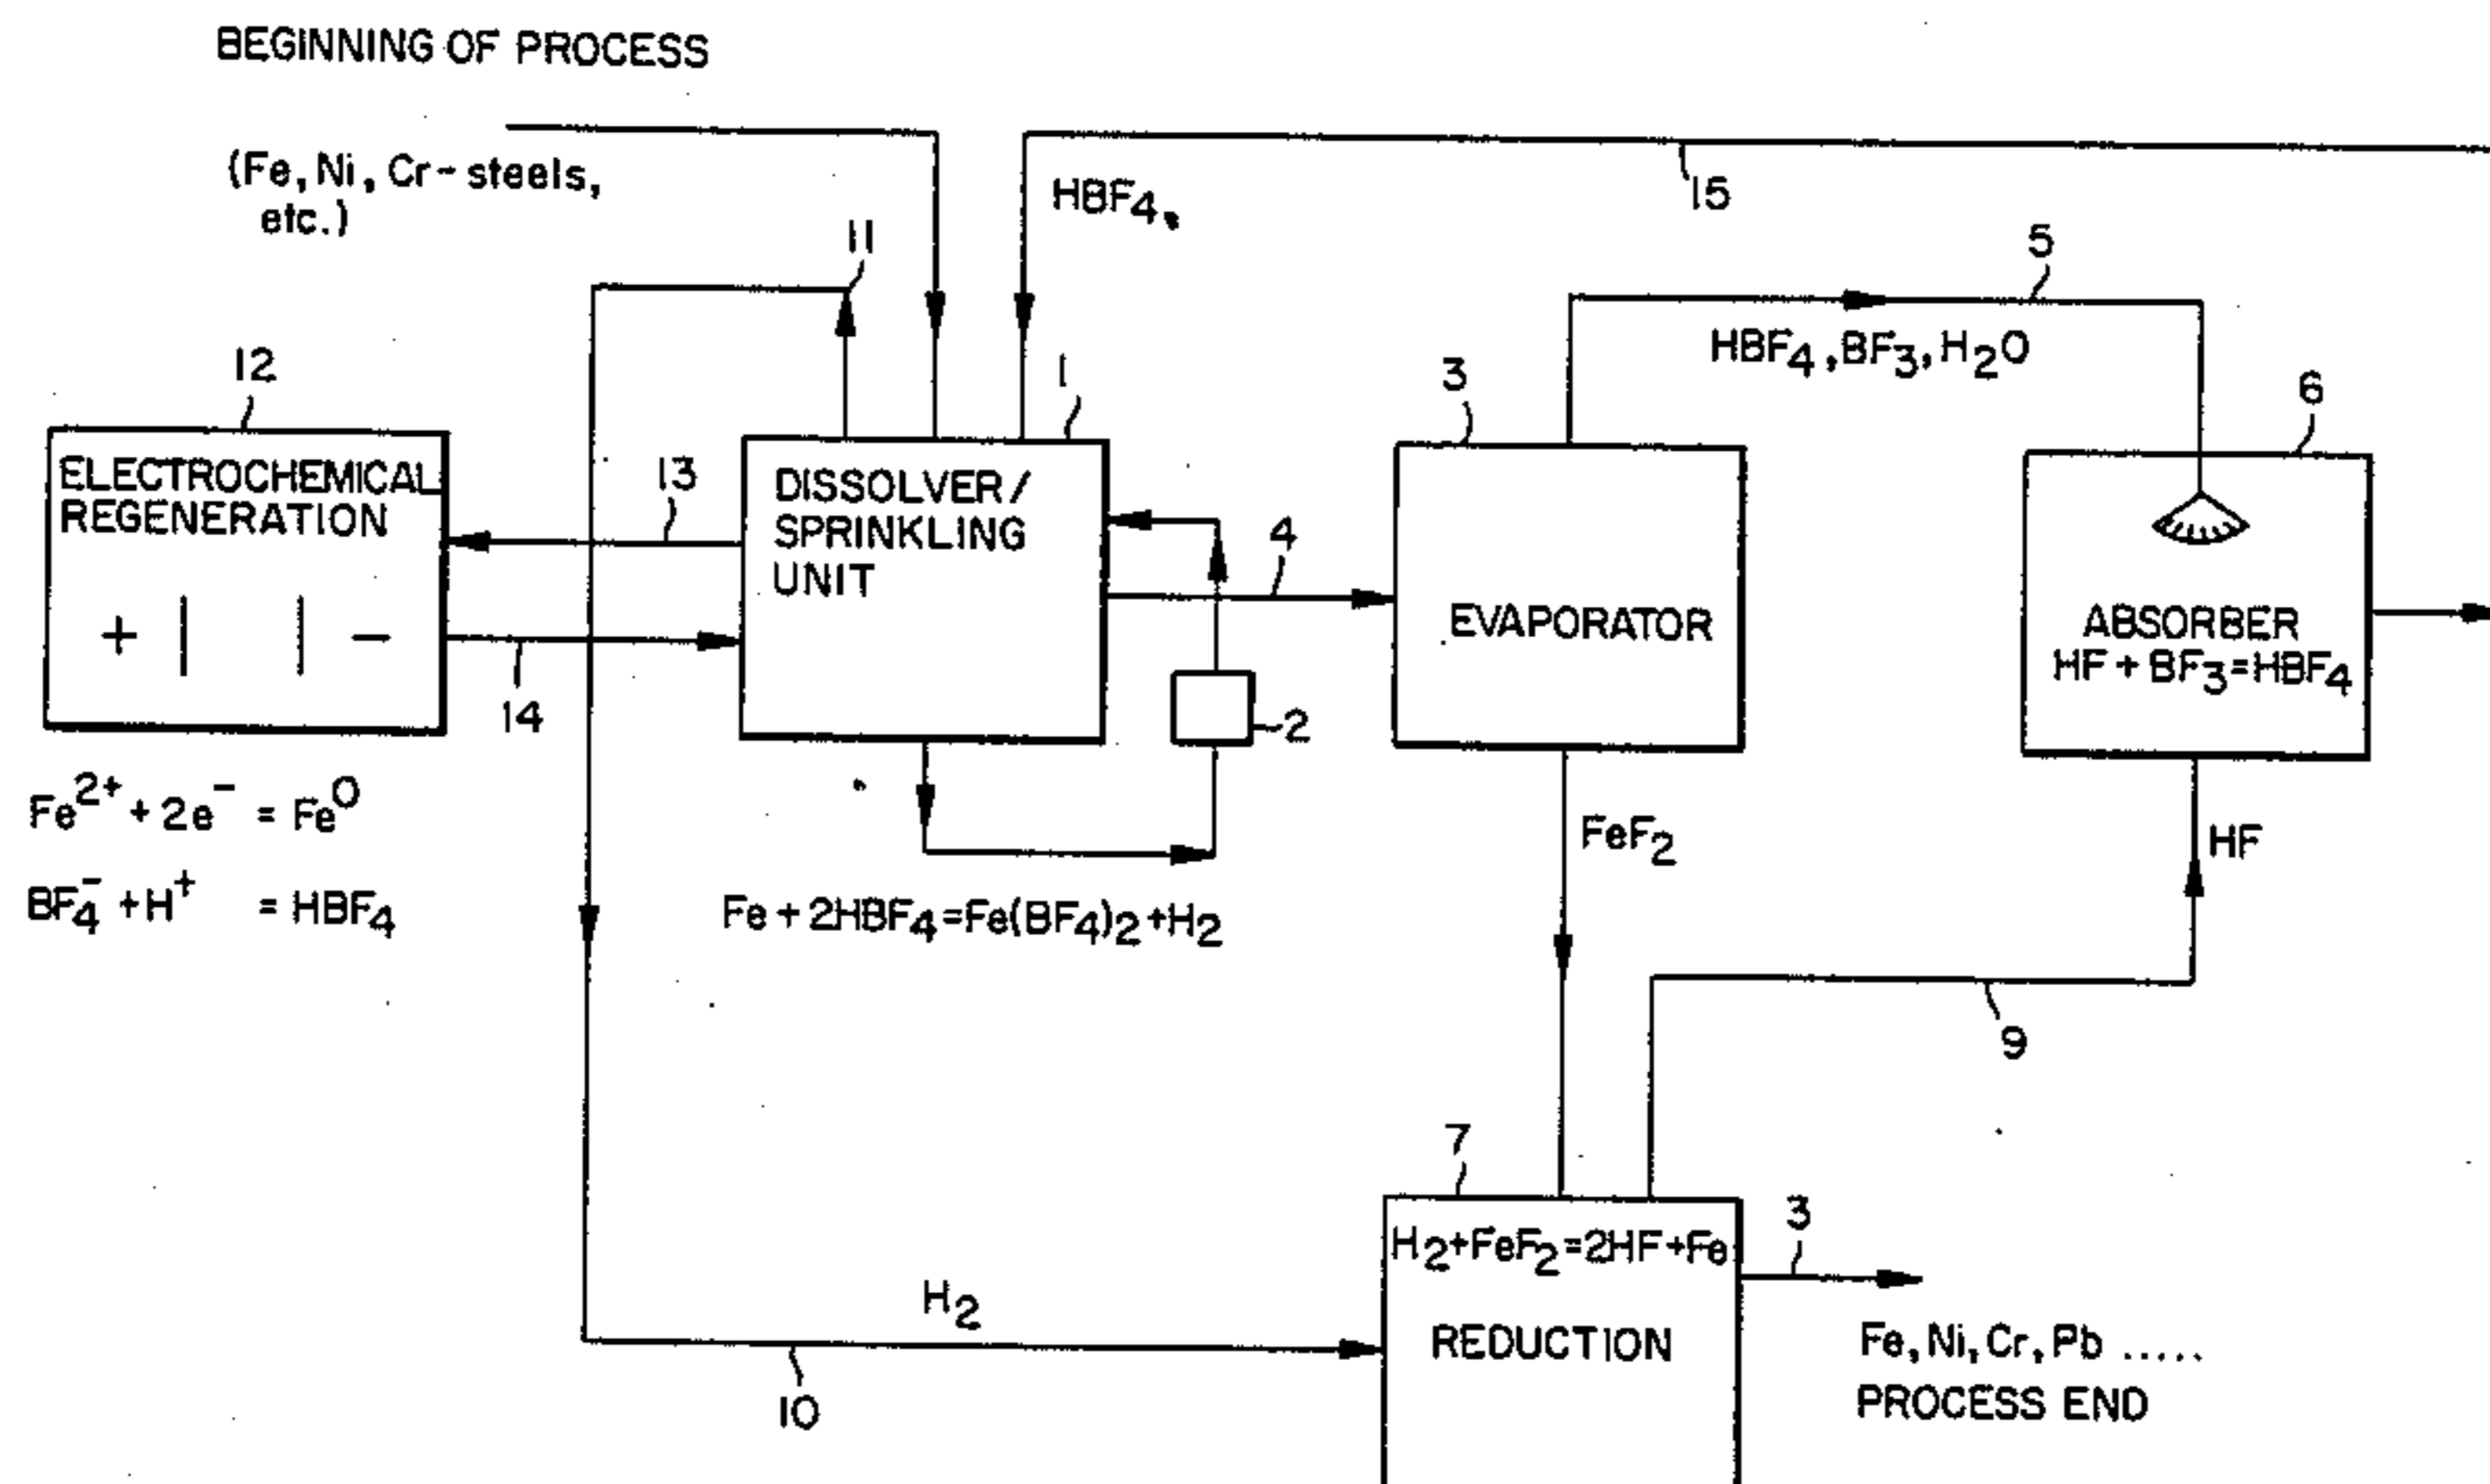 BEGINNING OF PROCESS
(Fe, Ni, Cr-steels,
etc.)
11
HBF4,
15
5
HBF4, BF3, H2O
12
1
3
6
ELECTROCHEMICAL
REGENERATION
+ | | −
13
14
DISSOLVER/
SPRINKLING
UNIT
4
2
EVAPORATOR
ABSORBER
HF + BF3 = HBF4
Fe2+ + 2e− = Fe0
BF4− + H+ = HBF4
Fe + 2HBF4 = Fe(BF4)2 + H2
FeF2
HF
9
7
H2 + FeF2 = 2HF + Fe
REDUCTION
3
H2
10
Fe, Ni, Cr, Pb .....
PROCESS END